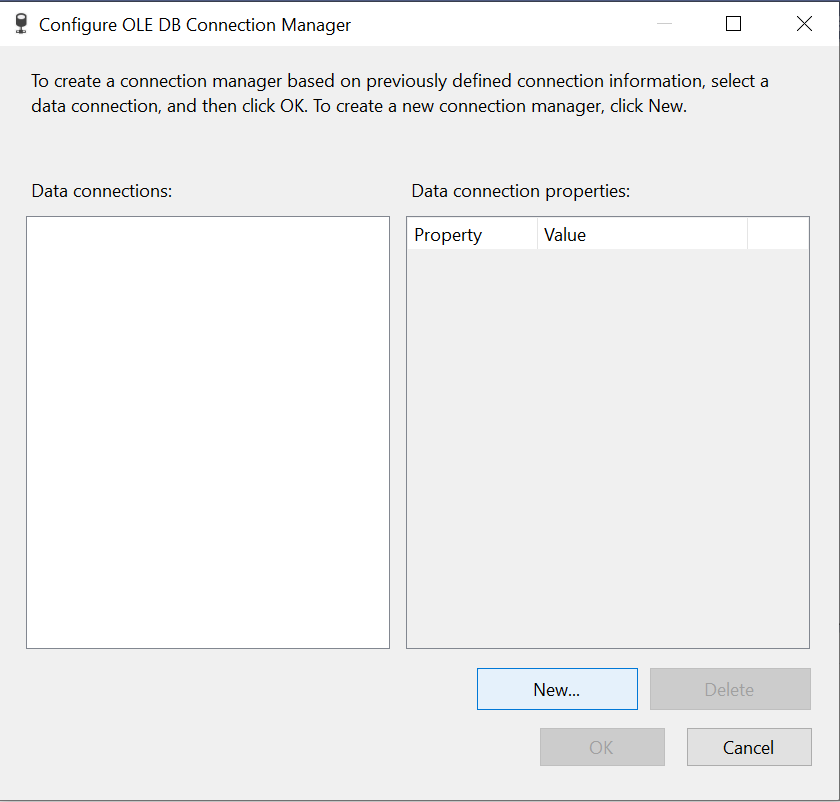 Configure OLE DB Connection Manager
To create a connection manager based on previously defined connection information, select a
data connection, and then click OK. To create a new connection manager, click New.
Data connections:
Data connection properties:
Property
Value
New...
Delete
OK
Cancel